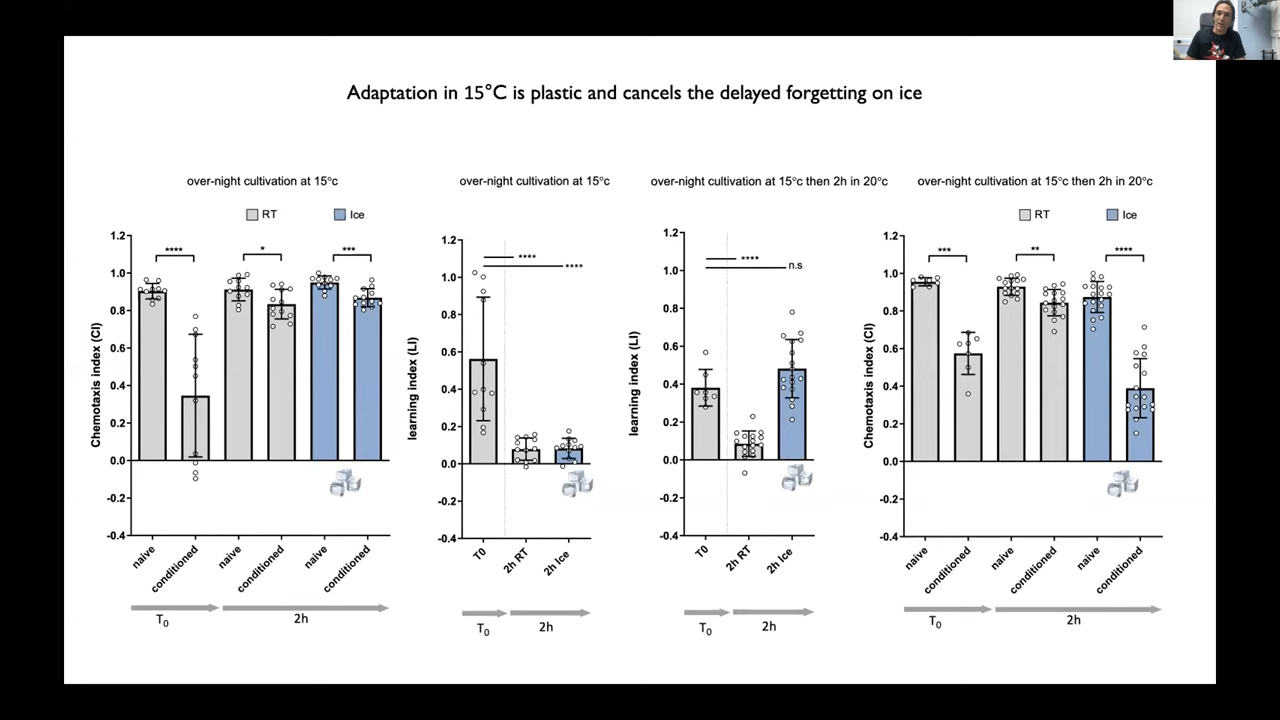 Adaptation in 15°C is plastic and cancels the delayed forgetting on ice
over-night cultivation at 15°c
RT
Ice
1.2
1.0
0.8
0.6
0.4
0.2
0.0
-0.2
-0.4
Chemotaxis index (CI)
****
*
***
naive
conditioned
naive
conditioned
naive
conditioned
T0
2h
over-night cultivation at 15°c
1.2
1.0
0.8
0.6
0.4
0.2
0.0
-0.2
-0.4
learning index (LI)
****
****
T0
2h RT
2h Ice
T0
2h
over-night cultivation at 15°c then 2h in 20°c
1.2
1.0
0.8
0.6
0.4
0.2
0.0
-0.2
-0.4
learning index (LI)
****
n.s
T0
2h RT
2h Ice
T0
2h
over-night cultivation at 15°c then 2h in 20°c
RT
Ice
1.2
1.0
0.8
0.6
0.4
0.2
0.0
-0.2
-0.4
Chemotaxis index (CI)
***
**
****
naive
conditioned
naive
conditioned
naive
conditioned
T0
2h